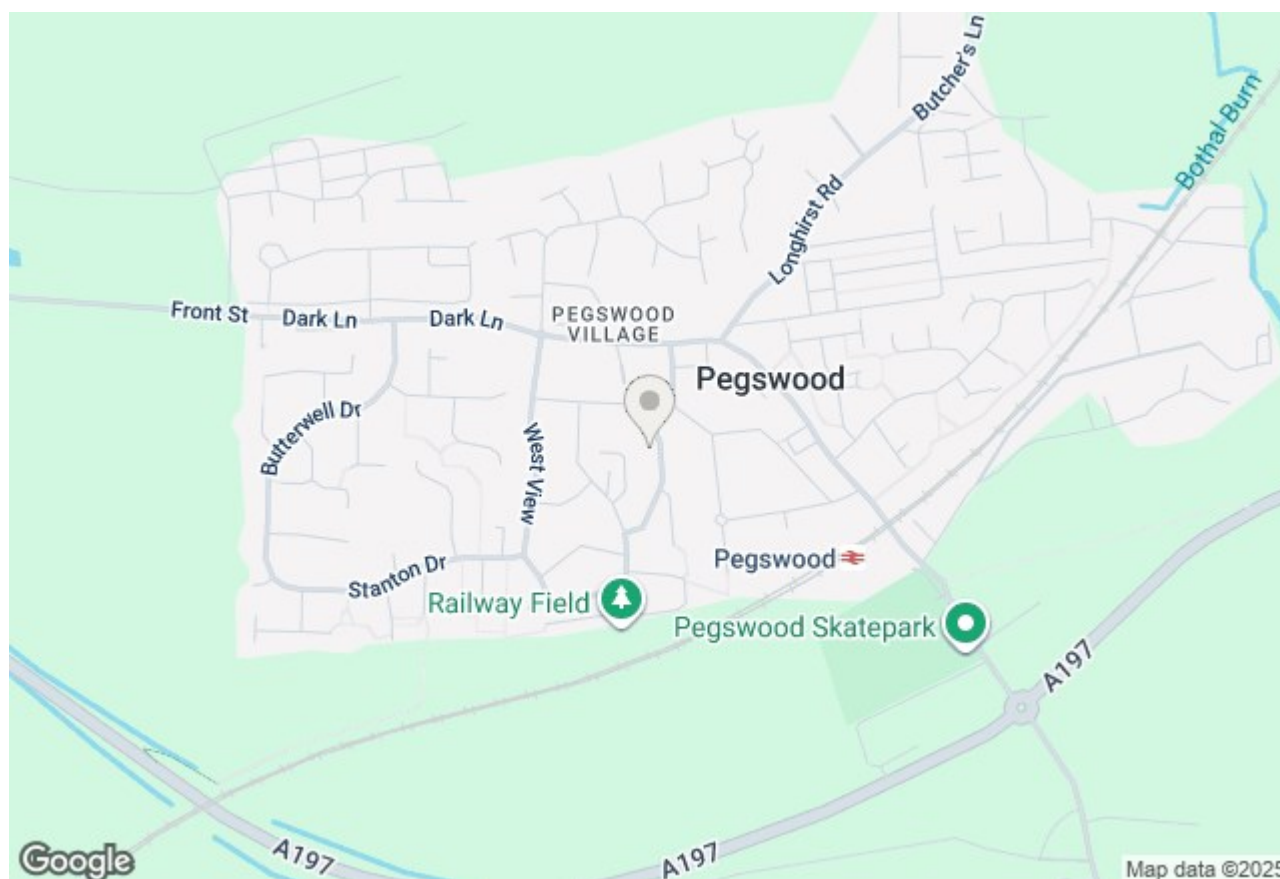 Butcher's Ln
Bothal Burn
Longhirst Rd
Front St
Dark Ln
Dark Ln
PEGSWOOD
VILLAGE
Pegswood
Butterwell Dr
West View
Stanton Dr
Pegswood
Railway Field
Pegswood Skatepark
A197
A197
A197
Google
Map data ©2025